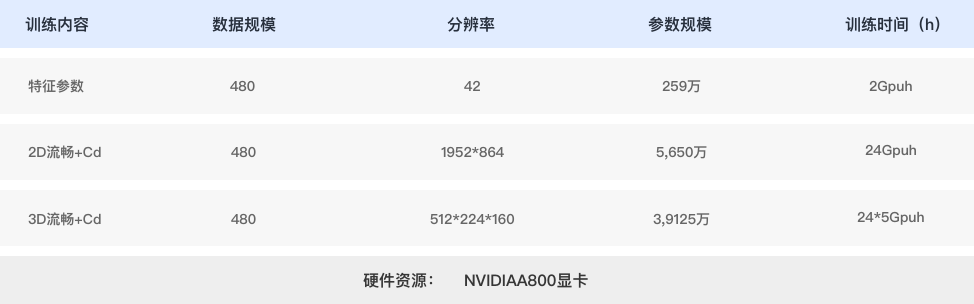 训练内容 数据规模 分辨率 参数规模 训练时间（h）
特征参数 480 42 259万 2Gpuh
2D流畅+Cd 480 1952*864 5,650万 24Gpuh
3D流畅+Cd 480 512*224*160 3,9125万 24*5Gpuh
硬件资源： NVIDIAA800显卡